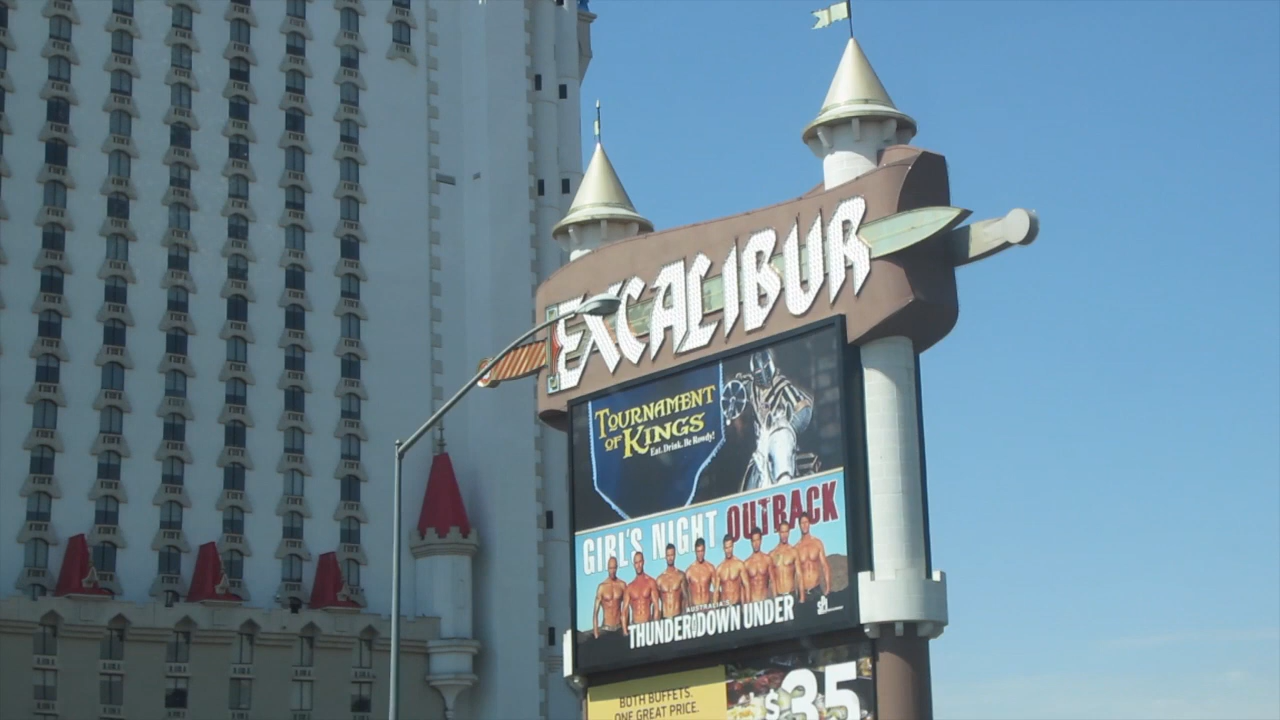 EXCALIBUR
TOURNAMENT
OF KINGS
Eat. Drink. Be Rowdy!
GIRL'S NIGHT OUTBACK
AUSTRALIA'S
THUNDER DOWN UNDER
BOTH BUFFETS.
ONE GREAT PRICE.
$35